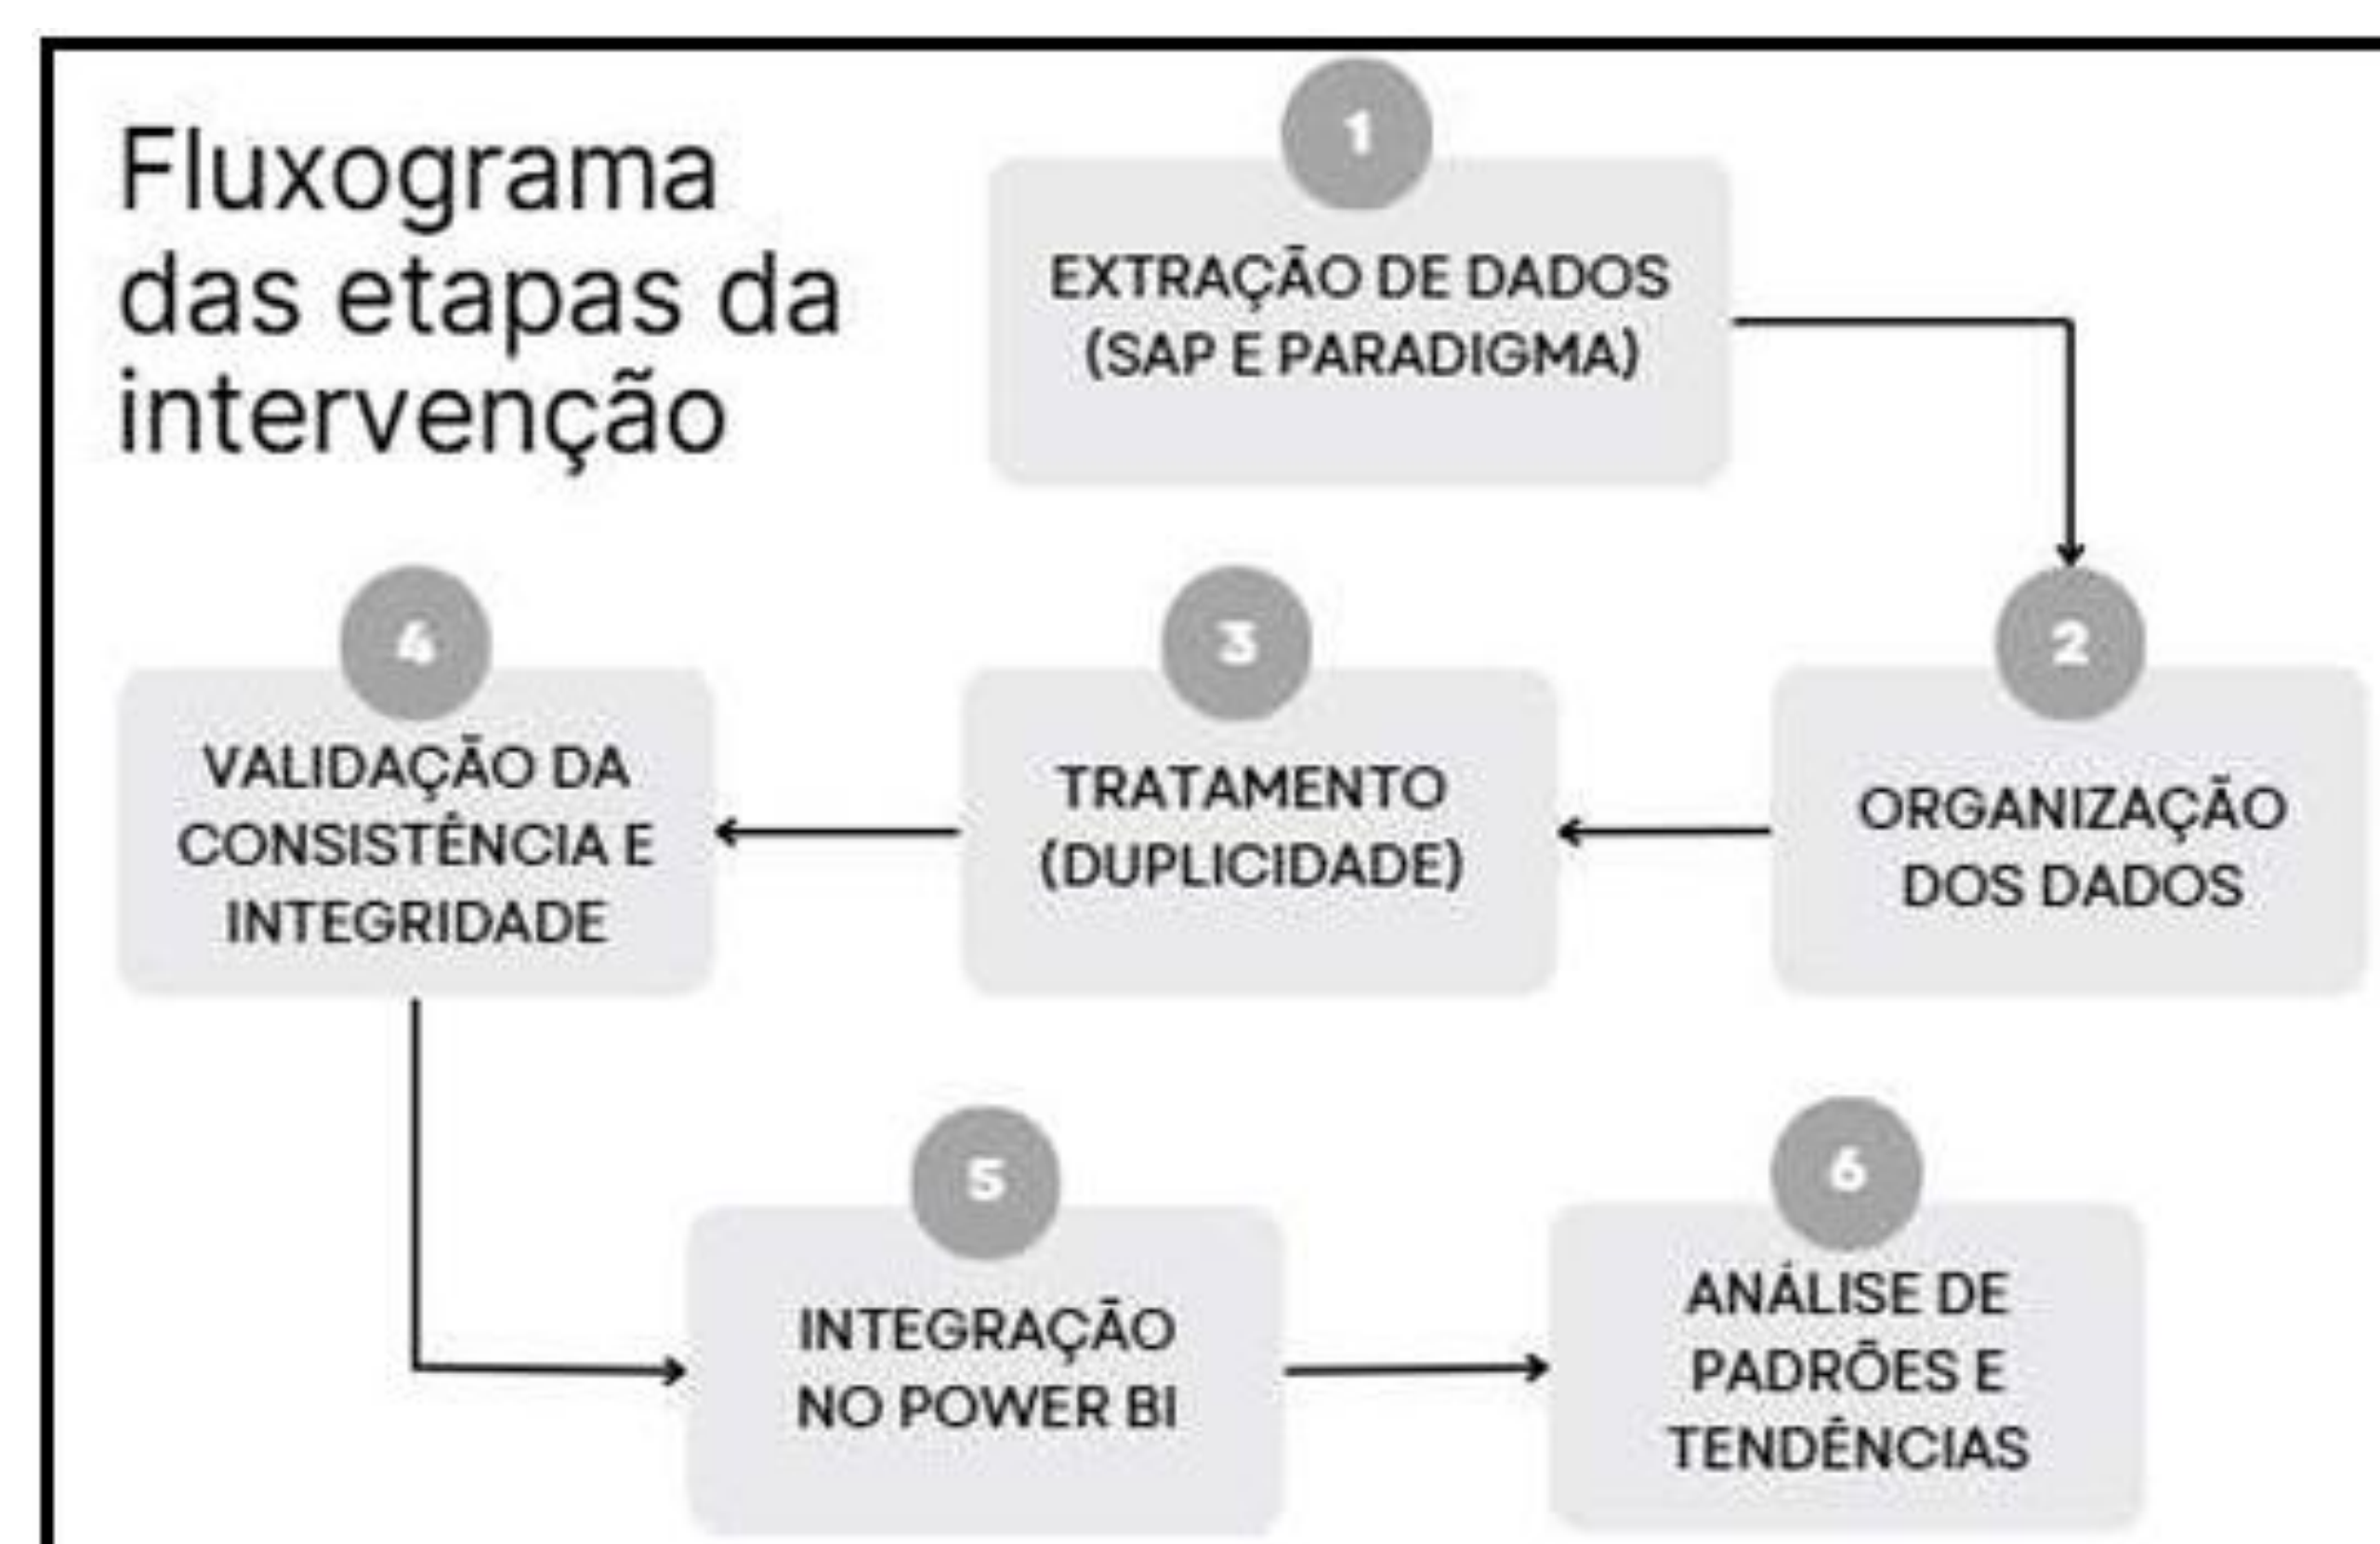 Fluxograma
das etapas da
intervenção
1
EXTRAÇÃO DE DADOS
(SAP E PARADIGMA)
2
ORGANIZAÇÃO
DOS DADOS
3
TRATAMENTO
(DUPLICIDADE)
4
VALIDAÇÃO DA
CONSISTÊNCIA E
INTEGRIDADE
5
INTEGRAÇÃO
NO POWER BI
6
ANÁLISE DE
PADRÕES E
TENDÊNCIAS